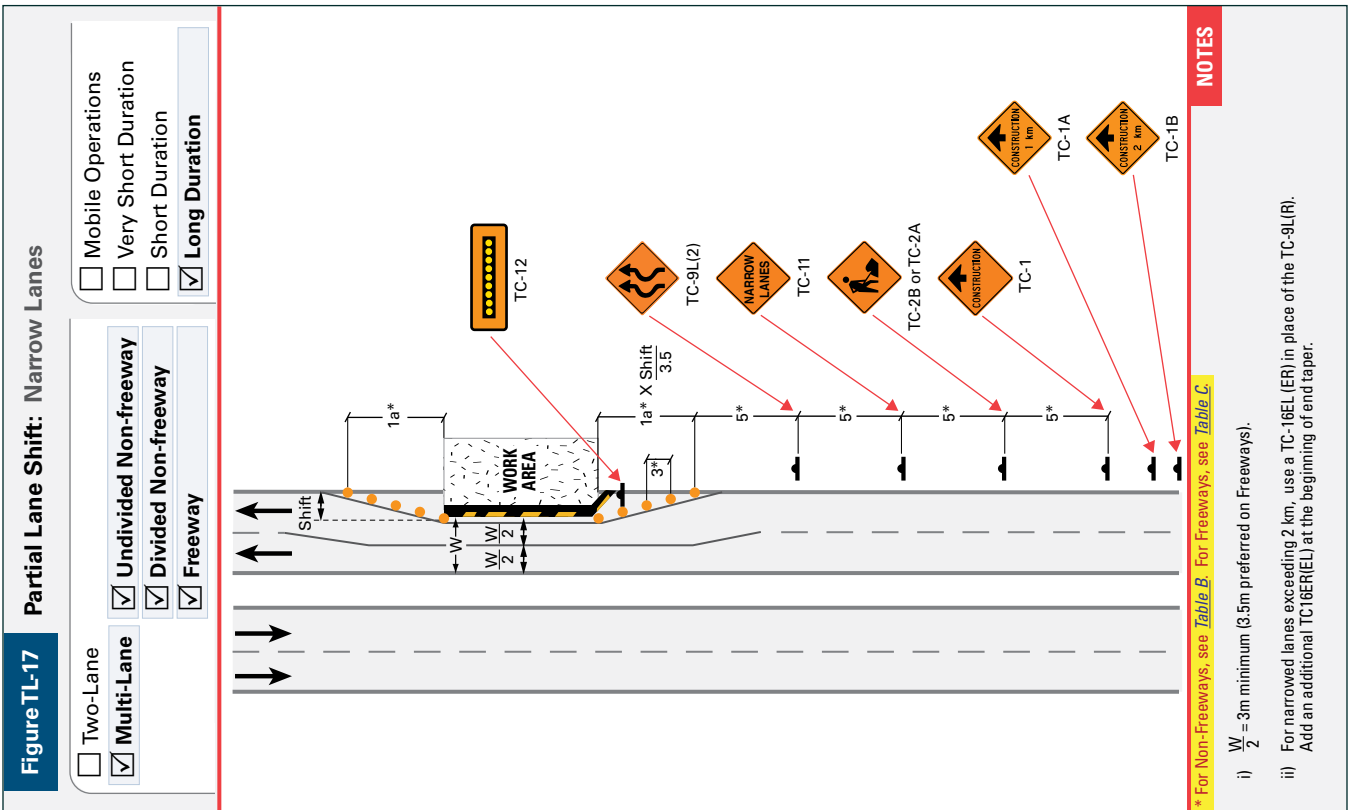 Figure TL-17
Partial Lane Shift: Narrow Lanes
Two-Lane
Multi-Lane
Undivided Non-freeway
Divided Non-freeway
Freeway
Mobile Operations
Very Short Duration
Short Duration
Long Duration
Shift
W
W
2
W
2
WORK
AREA
1a*
3*
1a* X Shift
3.5
5*
5*
5*
5*
TC-12
TC-9L(2)
NARROW
LANES
TC-11
TC-2B or TC-2A
CONSTRUCTION
TC-1
CONSTRUCTION
1 km
TC-1A
CONSTRUCTION
2 km
TC-1B
* For Non-Freeways, see Table B. For Freeways, see Table C.
NOTES
i) W/2 = 3m minimum (3.5m preferred on Freeways).
ii) For narrowed lanes exceeding 2 km, use a TC-16EL (ER) in place of the TC-9L(R).
Add an additional TC16ER(EL) at the beginning of end taper.